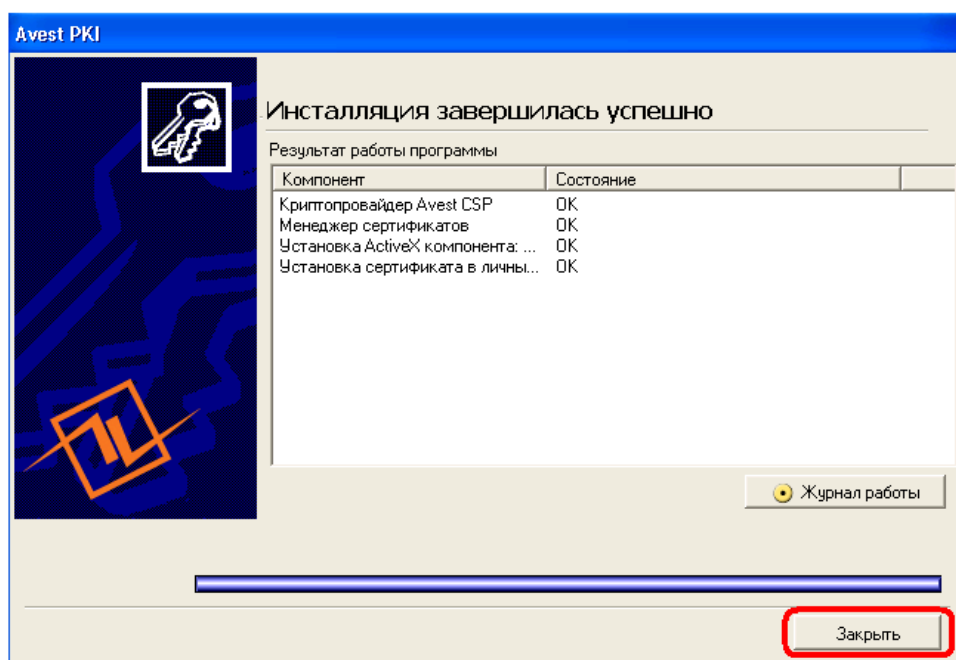 Avest PKI
Инсталляция завершилась успешно
Результат работы программы
Компонент Состояние
Криптопровайдер Avest CSP OK
Менеджер сертификатов OK
Установка ActiveX компонента: ... OK
Установка сертификата в личны... OK
Журнал работы
Закрыть